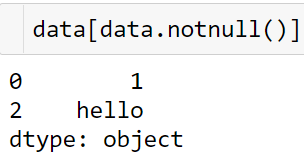 data[data.notnull()]
0        1
2    hello
dtype: object